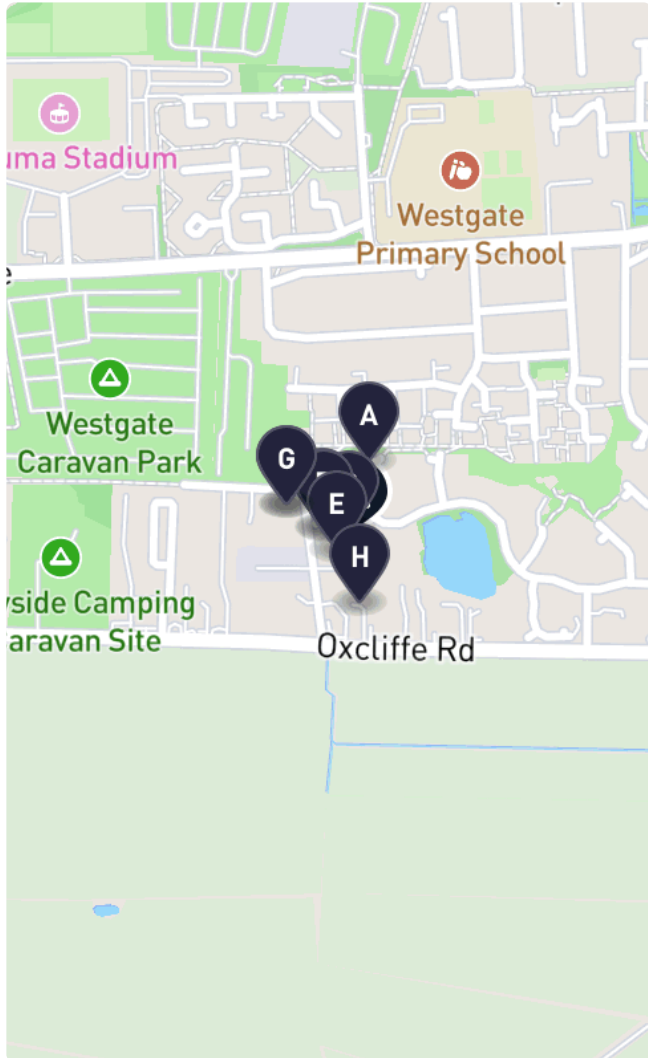 uma Stadium
Westgate
Primary School
e
Westgate
Caravan Park
A
G
E
H
yside Camping
aravan Site
Oxcliffe Rd